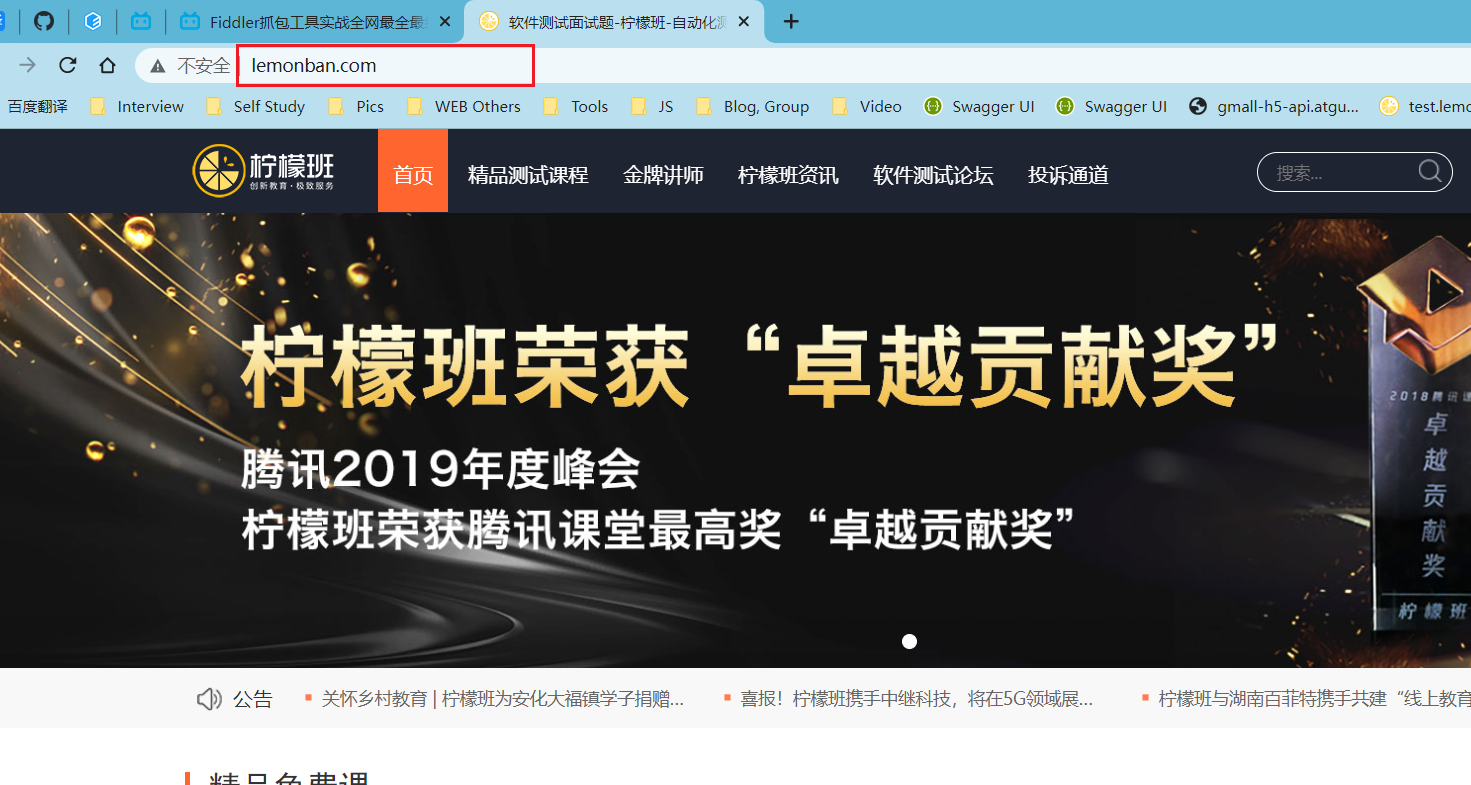 Fiddler抓包工具实战全网最全最
软件测试面试题-柠檬班-自动化测
不安全
lemonban.com
百度翻译 Interview Self Study Pics WEB Others Tools JS Blog, Group Video Swagger UI Swagger UI gmall-h5-api.atgu... test.lemo
柠檬班
创新教育·极致服务
首页 精品测试课程 金牌讲师 柠檬班资讯 软件测试论坛 投诉通道
搜索...
柠檬班荣获“卓越贡献奖”
腾讯2019年度峰会
柠檬班荣获腾讯课堂最高奖“卓越贡献奖”
2018腾讯课
卓越贡献奖
柠檬班
公告 关怀乡村教育 | 柠檬班为安化大福镇学子捐赠... 喜报！柠檬班携手中继科技，将在5G领域展... 柠檬班与湖南百菲特携手共建“线上教育
精品免费课